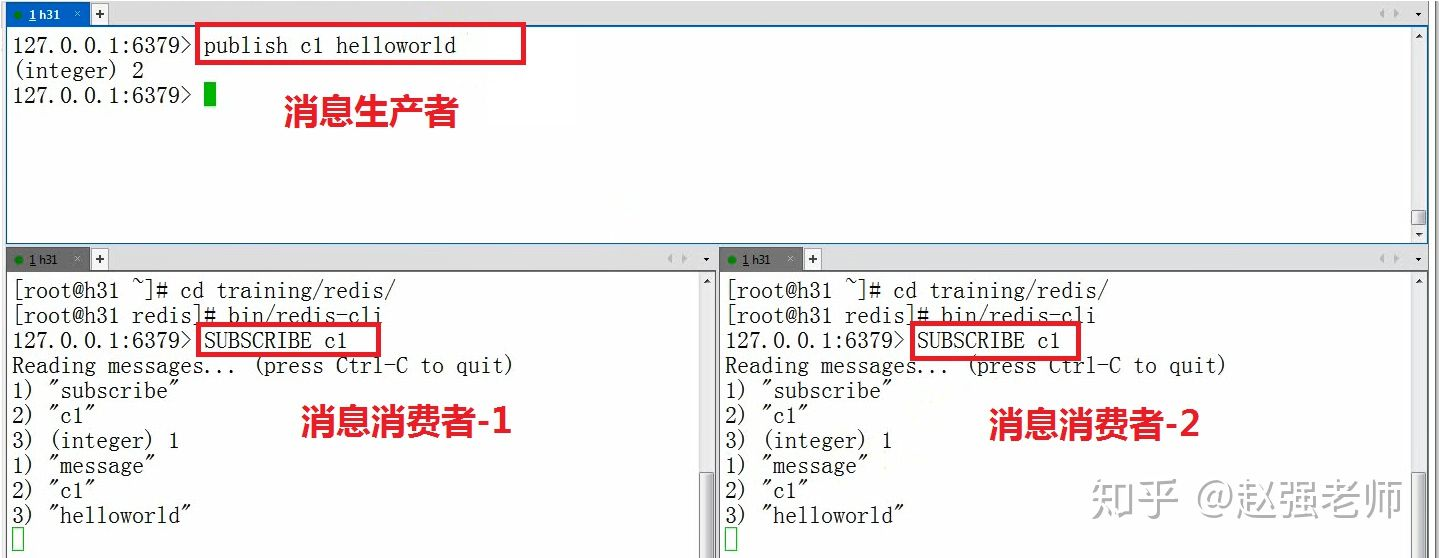 1 h31
127.0.0.1:6379> publish c1 helloworld
(integer) 2
127.0.0.1:6379>
消息生产者
1 h31
[root@h31 ~]# cd training/redis/
[root@h31 redis]# bin/redis-cli
127.0.0.1:6379> SUBSCRIBE c1
Reading messages... (press Ctrl-C to quit)
1) "subscribe"
2) "c1"
3) (integer) 1
1) "message"
2) "c1"
3) "helloworld"
消息消费者-1
1 h31
[root@h31 ~]# cd training/redis/
[root@h31 redis]# bin/redis-cli
127.0.0.1:6379> SUBSCRIBE c1
Reading messages... (press Ctrl-C to quit)
1) "subscribe"
2) "c1"
3) (integer) 1
1) "message"
2) "c1"
3) "helloworld"
消息消费者-2
知乎 @赵强老师